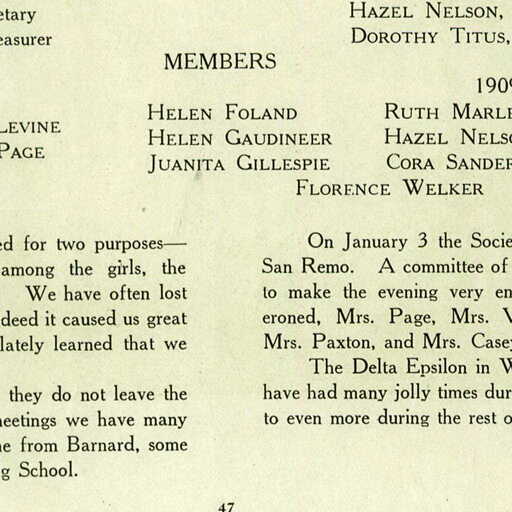 etary
easurer
HAZEL NELSON,
DOROTHY TITUS,
MEMBERS
1909
LEVINE
PAGE
HELEN FOLAND
HELEN GAUDINEER
JUANITA GILLESPIE
RUTH MARLE
HAZEL NELSO
CORA SANDER
FLORENCE WELKER
ed for two purposes—
among the girls, the
We have often lost
deed it caused us great
lately learned that we
they do not leave the
neetings we have many
ne from Barnard, some
g School.
On January 3 the Socie
San Remo. A committee of
to make the evening very en
eroned, Mrs. Page, Mrs. V
Mrs. Paxton, and Mrs. Casey
The Delta Epsilon in W
have had many jolly times dur
to even more during the rest o
47